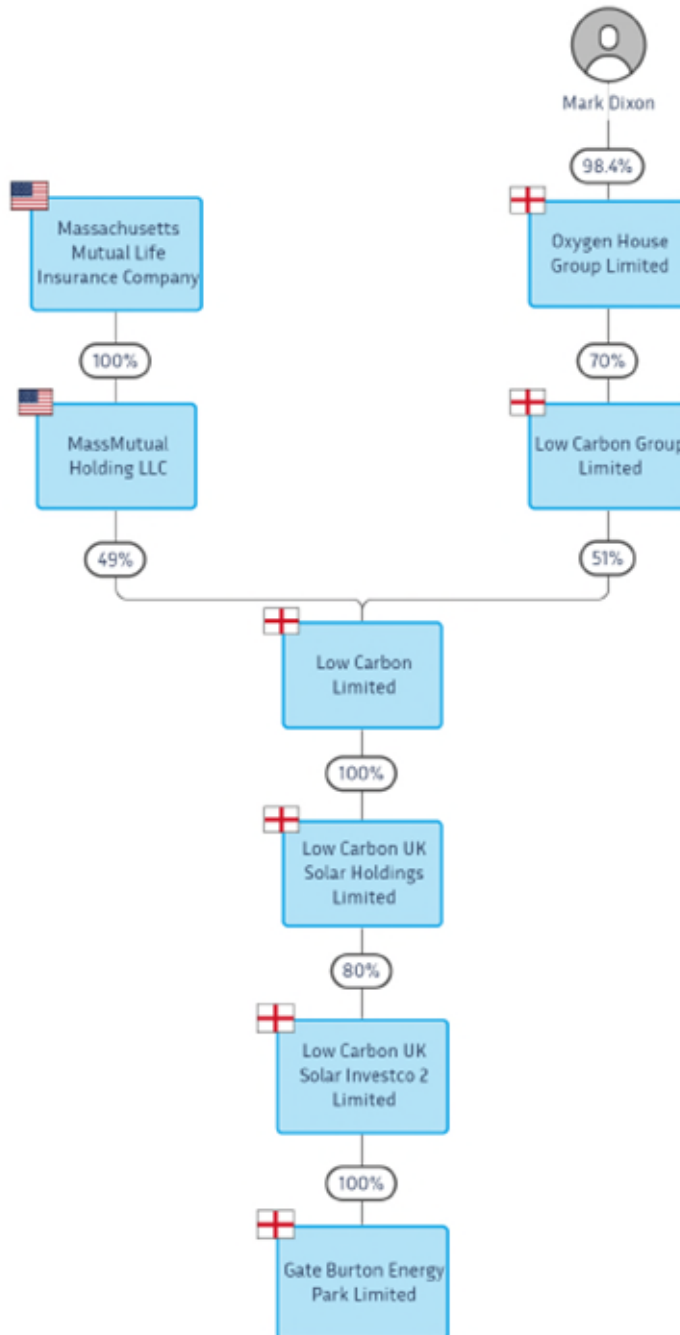 Mark Dixon
98.4%
Massachusetts
Mutual Life
Insurance Company
Oxygen House
Group Limited
100%
70%
MassMutual
Holding LLC
Low Carbon Group
Limited
49%
51%
Low Carbon
Limited
100%
Low Carbon UK
Solar Holdings
Limited
80%
Low Carbon UK
Solar Investco 2
Limited
100%
Gate Burton Energy
Park Limited